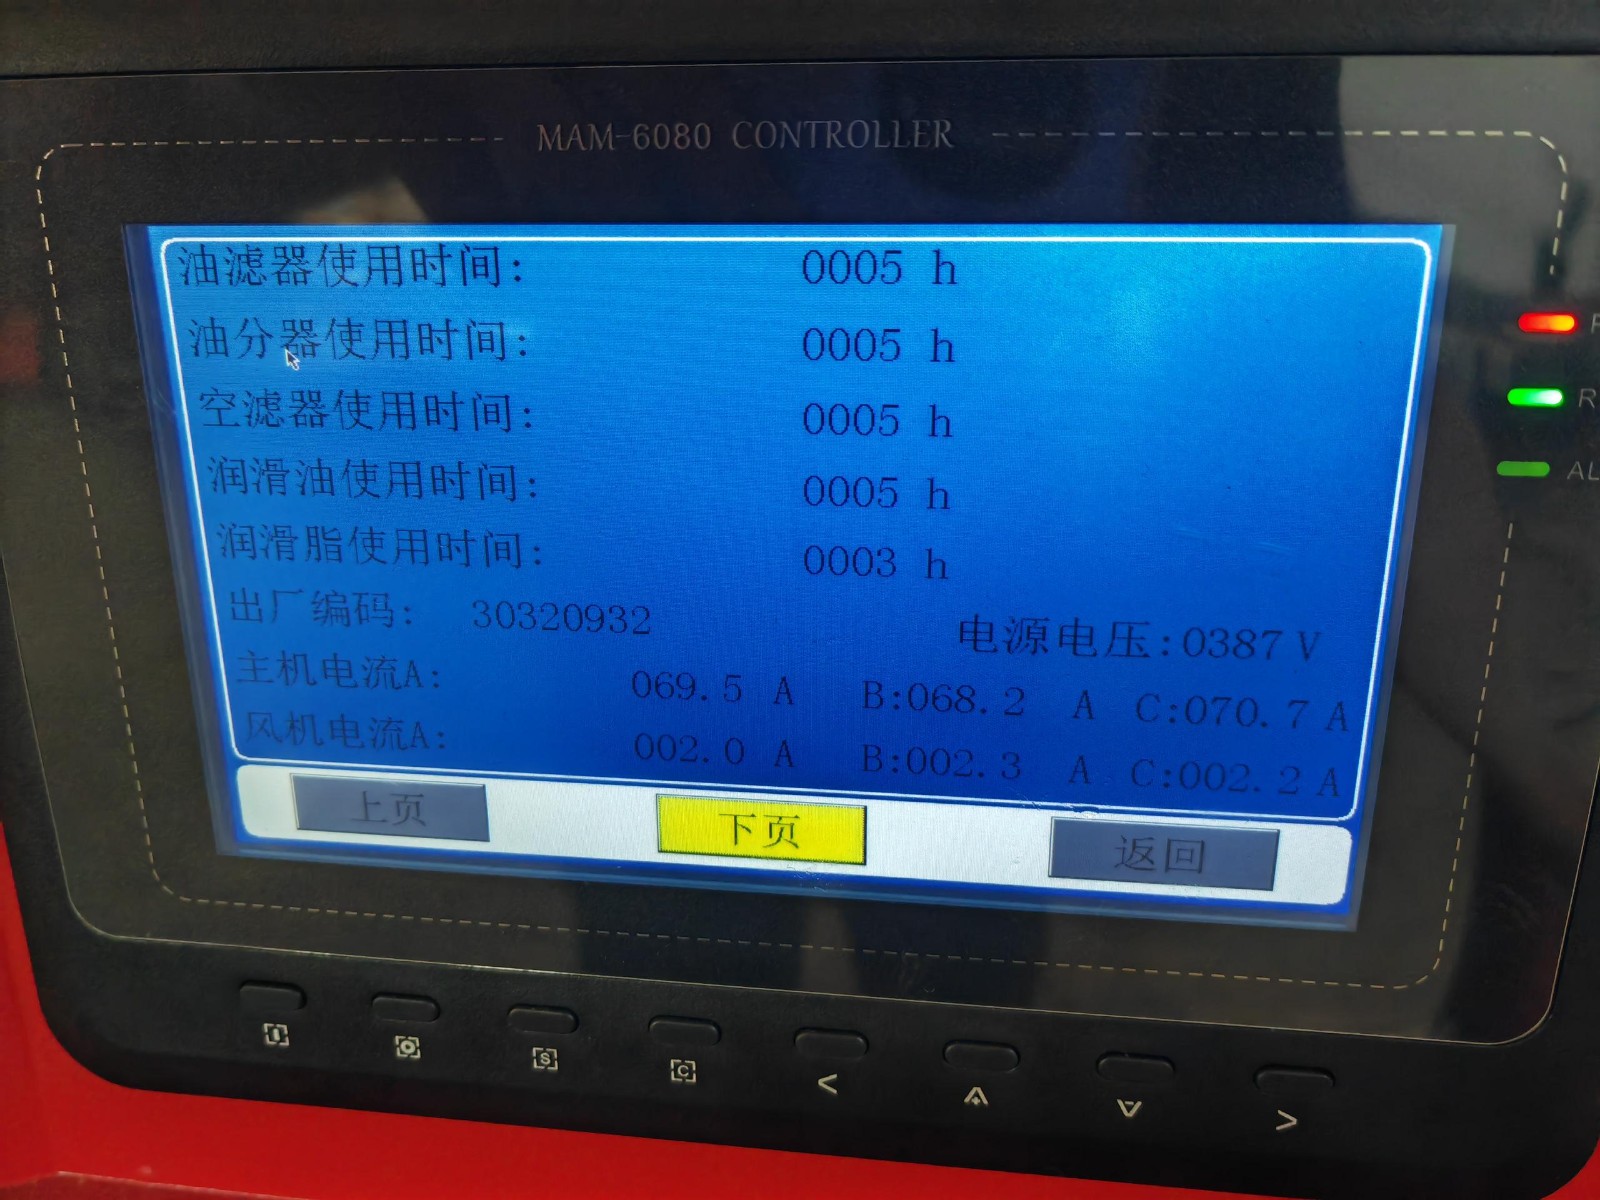 MAM-6080 CONTROLLER
油滤器使用时间: 0005 h
油分器使用时间: 0005 h
空滤器使用时间: 0005 h
润滑油使用时间: 0005 h
润滑脂使用时间: 0003 h
出厂编码: 30320932 电源电压:0387 V
主机电流A: 069.5 A B:068.2 A C:070.7 A
风机电流A: 002.0 A B:002.3 A C:002.2 A
上页 下页 返回
R
AL
S
C
< >